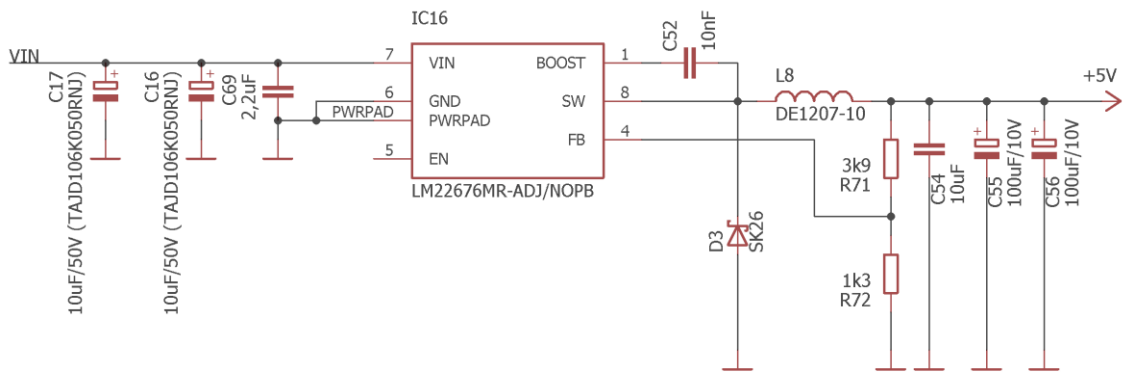 IC16
VIN
C17
10uF/50V (TAJD106K050RNJ)
+
C16
10uF/50V (TAJD106K050RNJ)
+
C69
2,2uF
7
VIN
6
GND
PWRPAD
PWRPAD
5
EN
BOOST
1
SW
8
FB
4
LM22676MR-ADJ/NOPB
C52
10nF
L8
DE1207-10
+5V
D3
SK26
3k9
R71
1k3
R72
C54
10uF
+
C55
100uF/10V
+
C56
100uF/10V